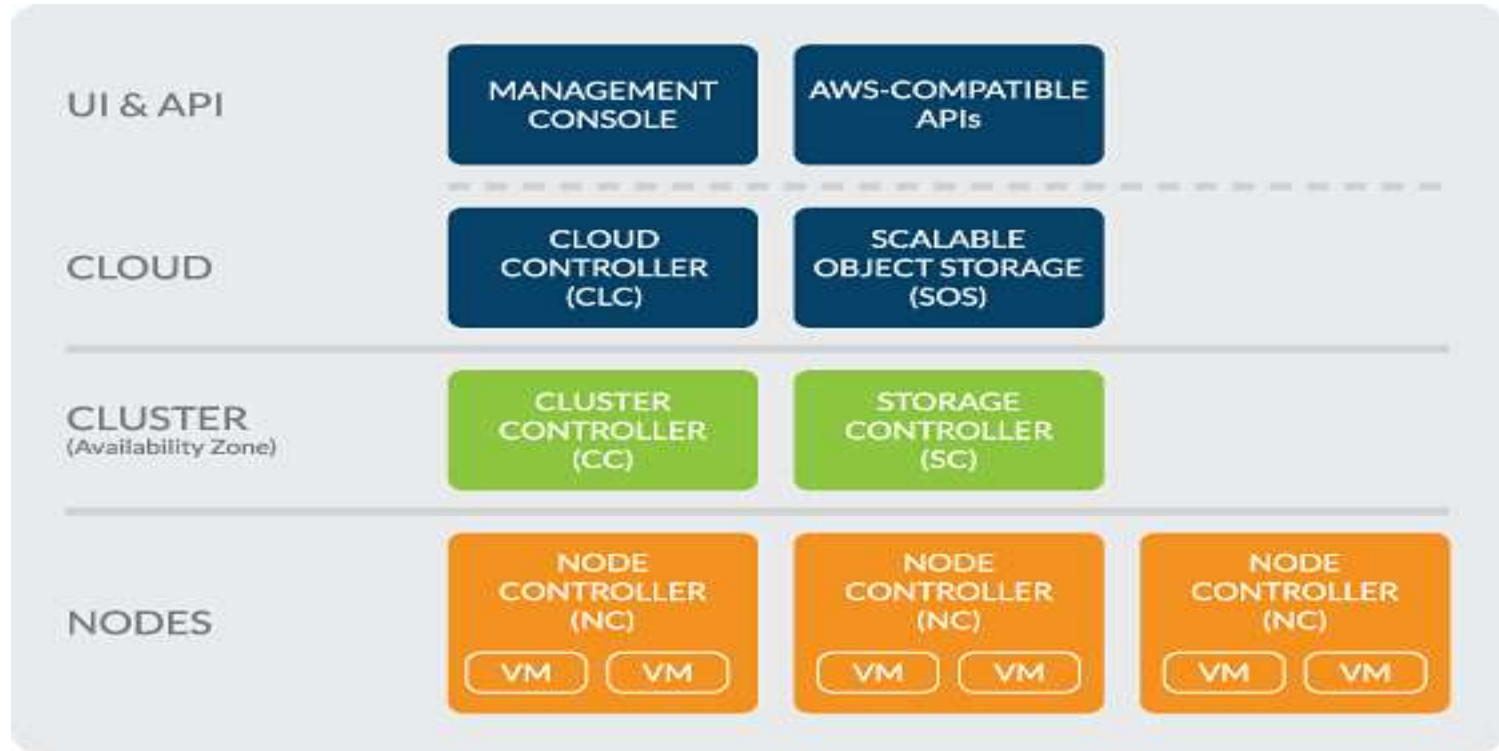 UI & API
MANAGEMENT
CONSOLE
AWS-COMPATIBLE
APIs
CLOUD
CLOUD
CONTROLLER
(CLC)
SCALABLE
OBJECT STORAGE
(SOS)
CLUSTER
(Availability Zone)
CLUSTER
CONTROLLER
(CC)
STORAGE
CONTROLLER
(SC)
NODES
NODE
CONTROLLER
(NC)
VM VM
NODE
CONTROLLER
(NC)
VM VM
NODE
CONTROLLER
(NC)
VM VM